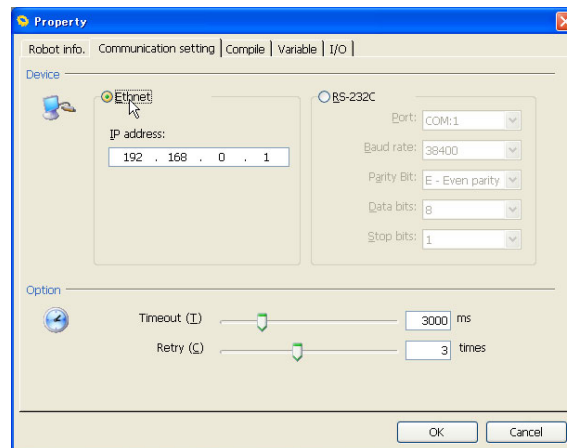 Property
Robot info. Communication setting Compile Variable I/O
Device
Ethnet
IP address:
192 . 168 . 0 . 1
RS-232C
Port: COM:1
Baud rate: 38400
Parity Bit: E - Even parity
Data bits: 8
Stop bits: 1
Option
Timeout (T) 3000 ms
Retry (C) 3 times
OK Cancel